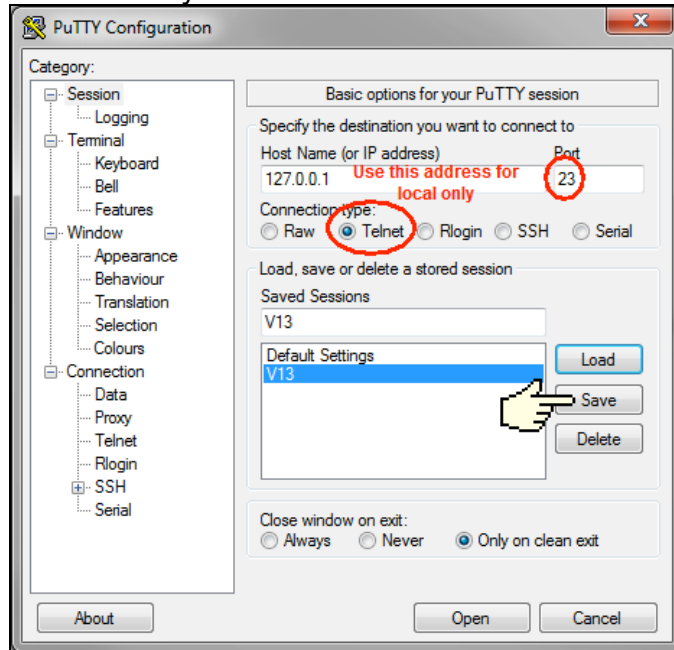 PuTTY Configuration
X
Category:
Session
Logging
Terminal
Keyboard
Bell
Features
Window
Appearance
Behaviour
Translation
Selection
Colours
Connection
Data
Proxy
Telnet
Rlogin
SSH
Serial
Basic options for your PuTTY session
Specify the destination you want to connect to
Host Name (or IP address) Port
127.0.0.1 Use this address for 23
local only
Connection type:
Raw Telnet Rlogin SSH Serial
Load, save or delete a stored session
Saved Sessions
V13
Default Settings Load
V13
Save
Delete
Close window on exit:
Always Never Only on clean exit
About Open Cancel